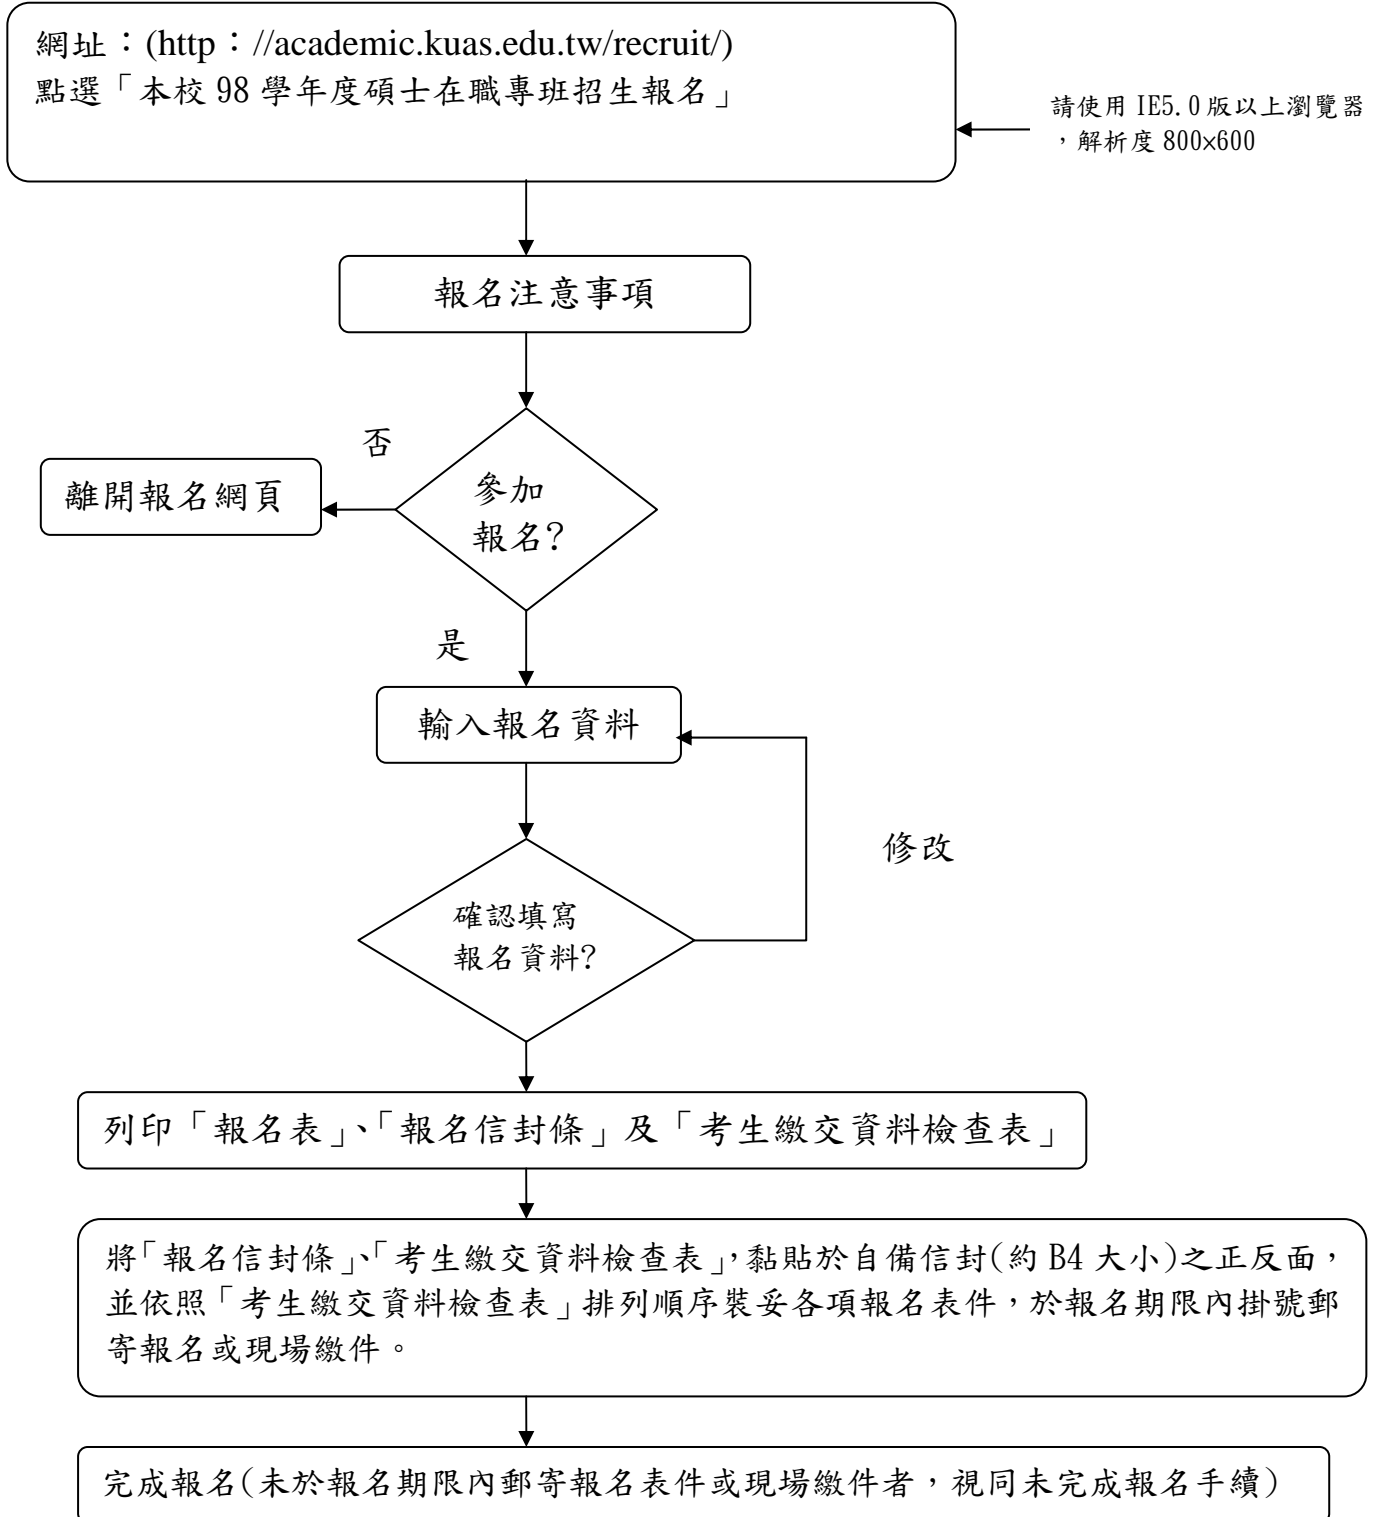 網址：(http：//academic.kuas.edu.tw/recruit/)
點選「本校 98 學年度碩士在職專班招生報名」
請使用 IE5.0 版以上瀏覽器
，解析度 800×600
報名注意事項
否
離開報名網頁
參加
報名?
是
輸入報名資料
修改
確認填寫
報名資料?
列印「報名表」、「報名信封條」及「考生繳交資料檢查表」
將「報名信封條」、「考生繳交資料檢查表」，黏貼於自備信封(約 B4 大小)之正反面，
並依照「考生繳交資料檢查表」排列順序裝妥各項報名表件，於報名期限內掛號郵
寄報名或現場繳件。
完成報名(未於報名期限內郵寄報名表件或現場繳件者，視同未完成報名手續)